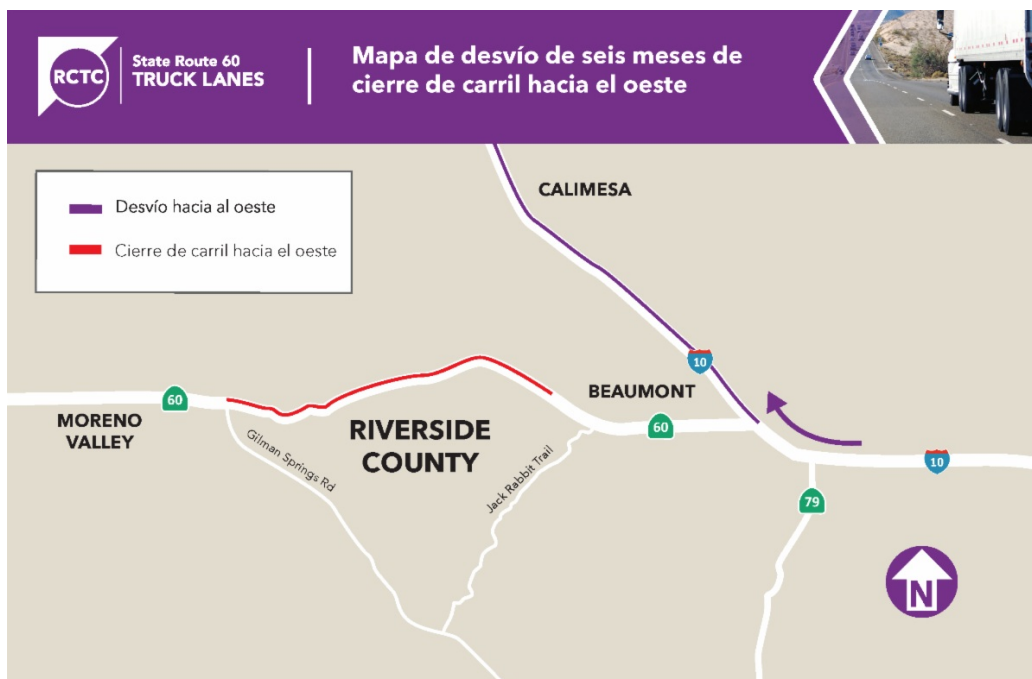 RCTC
State Route 60
TRUCK LANES
Mapa de desvío de seis meses de
cierre de carril hacia el oeste
Desvío hacia al oeste
Cierre de carril hacia el oeste
CALIMESA
10
BEAUMONT
60
MORENO
VALLEY
Gilman Springs Rd
RIVERSIDE
COUNTY
Jack Rabbit Trail
60
10
79
N